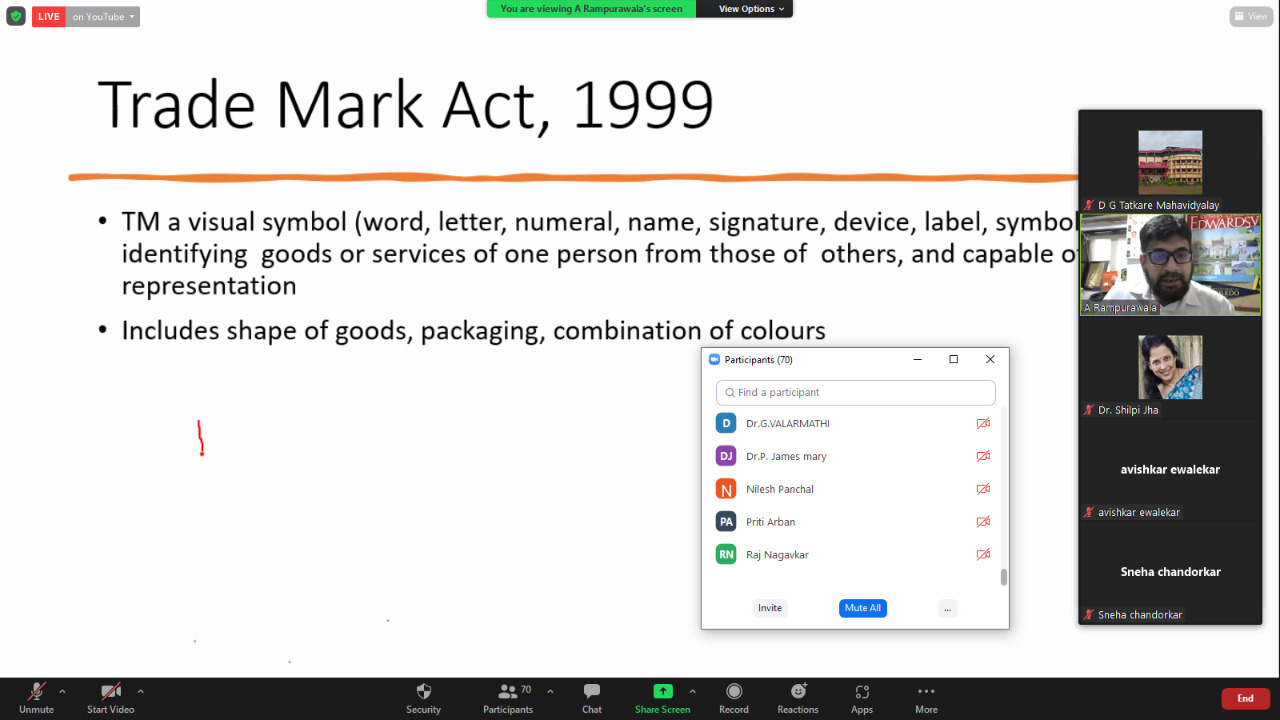 LIVE on YouTube
You are viewing A Rampurawala's screen View Options
View
Trade Mark Act, 1999
• TM a visual symbol (word, letter, numeral, name, signature, device, label, symbol
identifying goods or services of one person from those of others, and capable of
representation
• Includes shape of goods, packaging, combination of colours
Participants (70)
Find a participant
D Dr.G.VALARMATHI
DJ Dr.P. James mary
N Nilesh Panchal
PA Priti Arban
RN Raj Nagavkar
Invite Mute All ...
D G Tatkare Mahavidyalay
EDWARDSV
A Rampurawala
Dr. Shilpi Jha
avishkar ewalekar
avishkar ewalekar
Sneha chandorkar
Sneha chandorkar
Unmute Start Video Security Participants 70 Chat Share Screen Record Reactions Apps More End